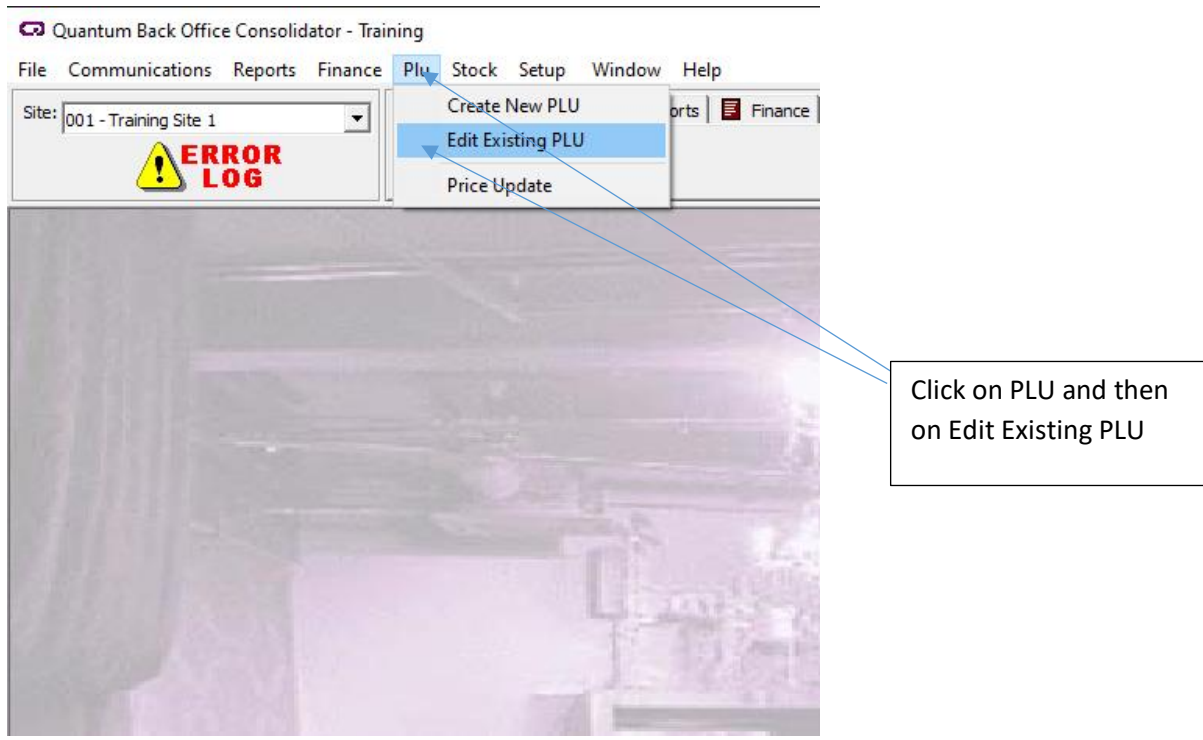 Quantum Back Office Consolidator - Training
File Communications Reports Finance Plu Stock Setup Window Help
Site: 001 - Training Site 1
ERROR
LOG
Create New PLU
Edit Existing PLU
Price Update
orts Finance
Click on PLU and then
on Edit Existing PLU